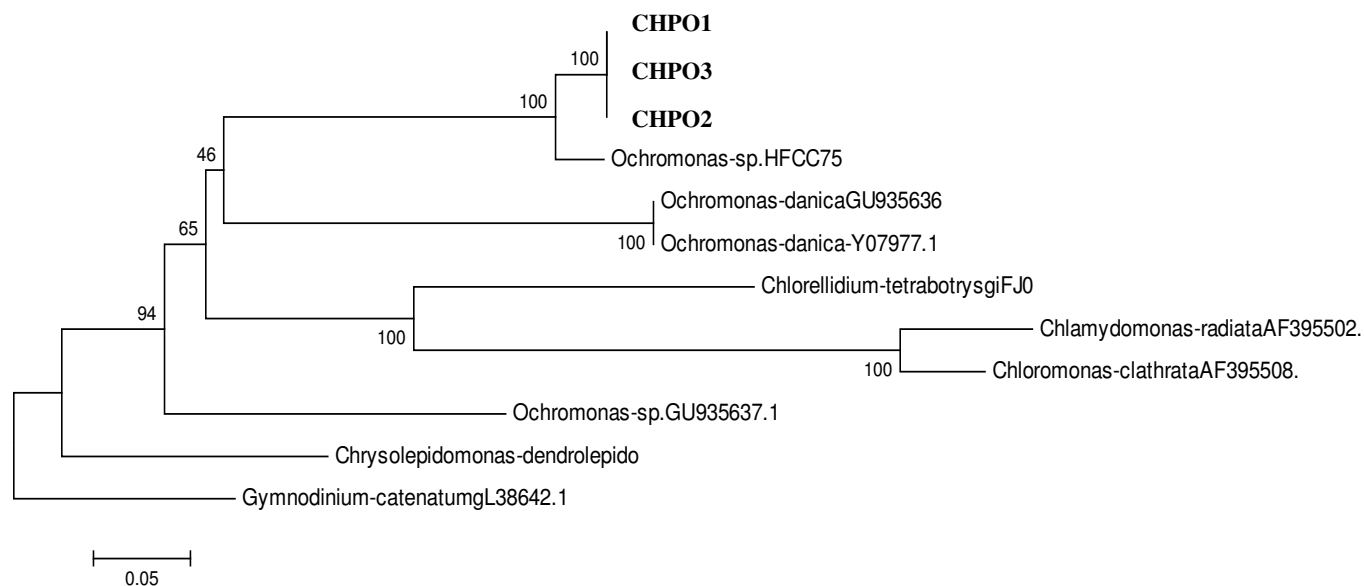 CHPO1
100
CHPO3
100
CHPO2
46
Ochromonas-sp.HFCC75
Ochromonas-danicaGU935636
65
100
Ochromonas-danica-Y07977.1
Chlorellidium-tetrabotrysgiFJ0
94
Chlamydomonas-radiataAF395502.
100
100
Chloromonas-clathrataAF395508.
Ochromonas-sp.GU935637.1
Chrysolepidomonas-dendrolepido
Gymnodinium-catenatumgL38642.1
0.05